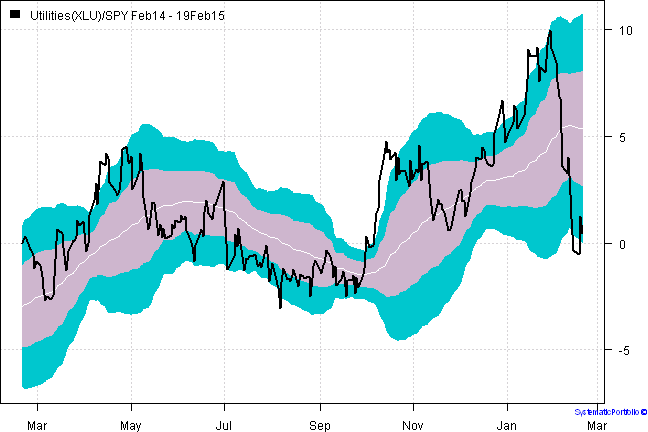 Utilities(XLU)/SPY Feb14 - 19Feb15
10
5
0
-5
SystematicPortfolio ©
Mar May Jul Sep Nov Jan Mar